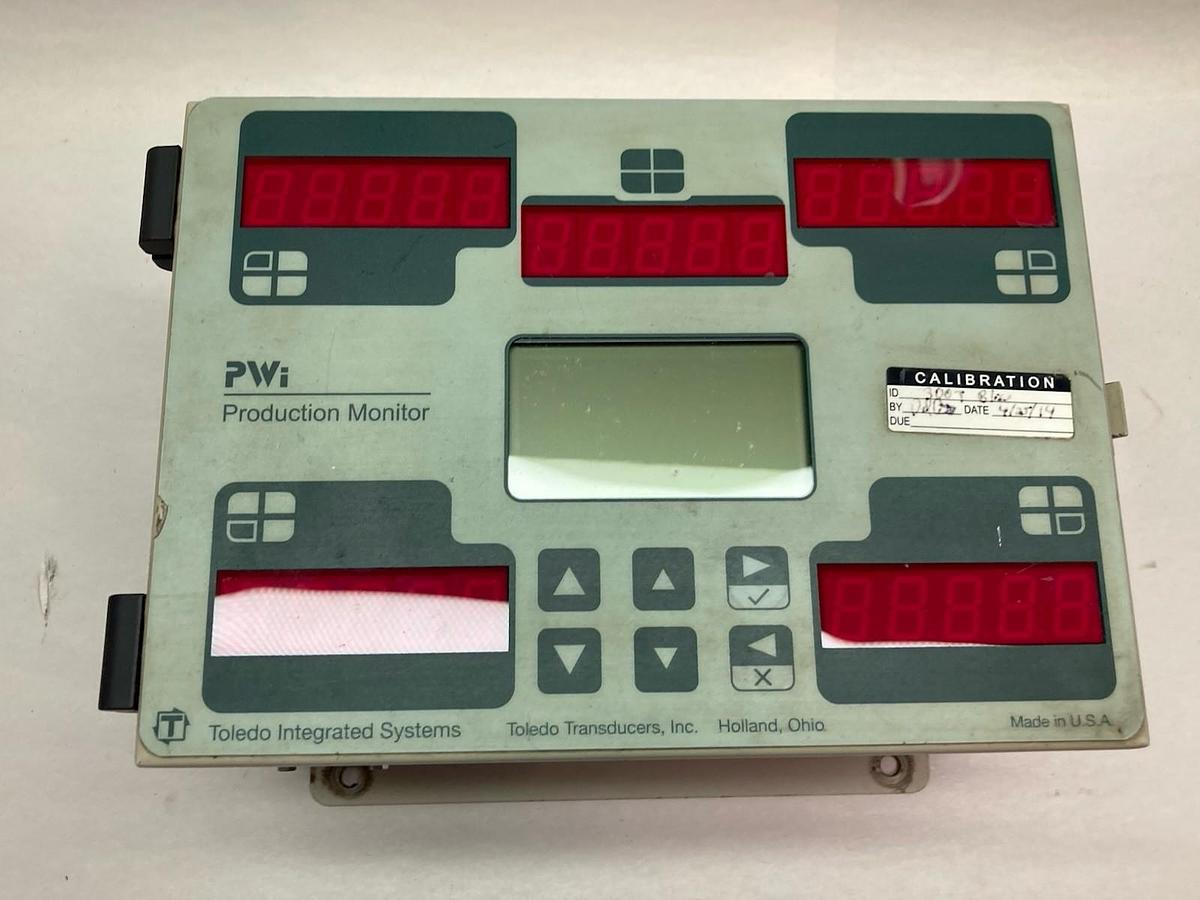 PWi
Production Monitor
CALIBRATION
ID
BY DATE
DUE
T
Toledo Integrated Systems
Toledo Transducers, Inc. Holland, Ohio
Made in U.S.A.